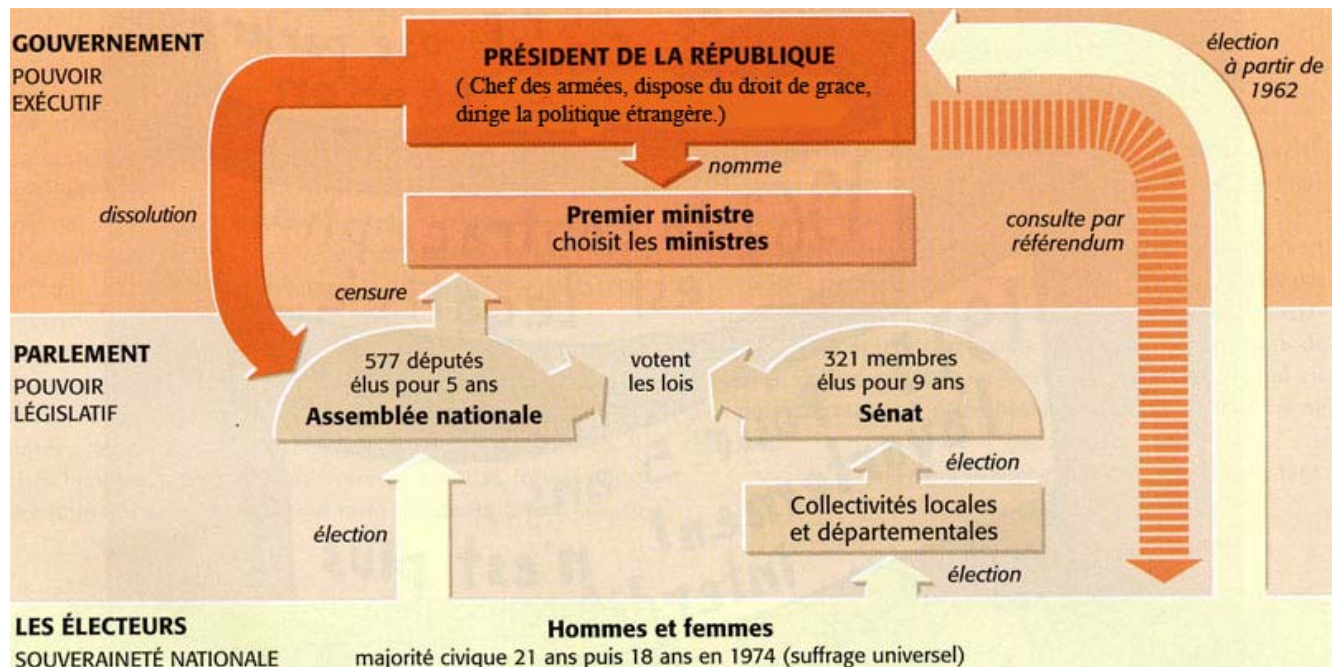 GOUVERNEMENT
POUVOIR
EXÉCUTIF
PRÉSIDENT DE LA RÉPUBLIQUE
( Chef des armées, dispose du droit de grace,
dirige la politique étrangère.)
élection
à partir de
1962
nomme
dissolution
Premier ministre
choisit les ministres
consulte par
référendum
censure
PARLEMENT
POUVOIR
LÉGISLATIF
577 députés
élus pour 5 ans
Assemblée nationale
votent
les lois
321 membres
élus pour 9 ans
Sénat
élection
Collectivités locales
et départementales
élection
élection
LES ÉLECTEURS
SOUVERAINETÉ NATIONALE
Hommes et femmes
majorité civique 21 ans puis 18 ans en 1974 (suffrage universel)